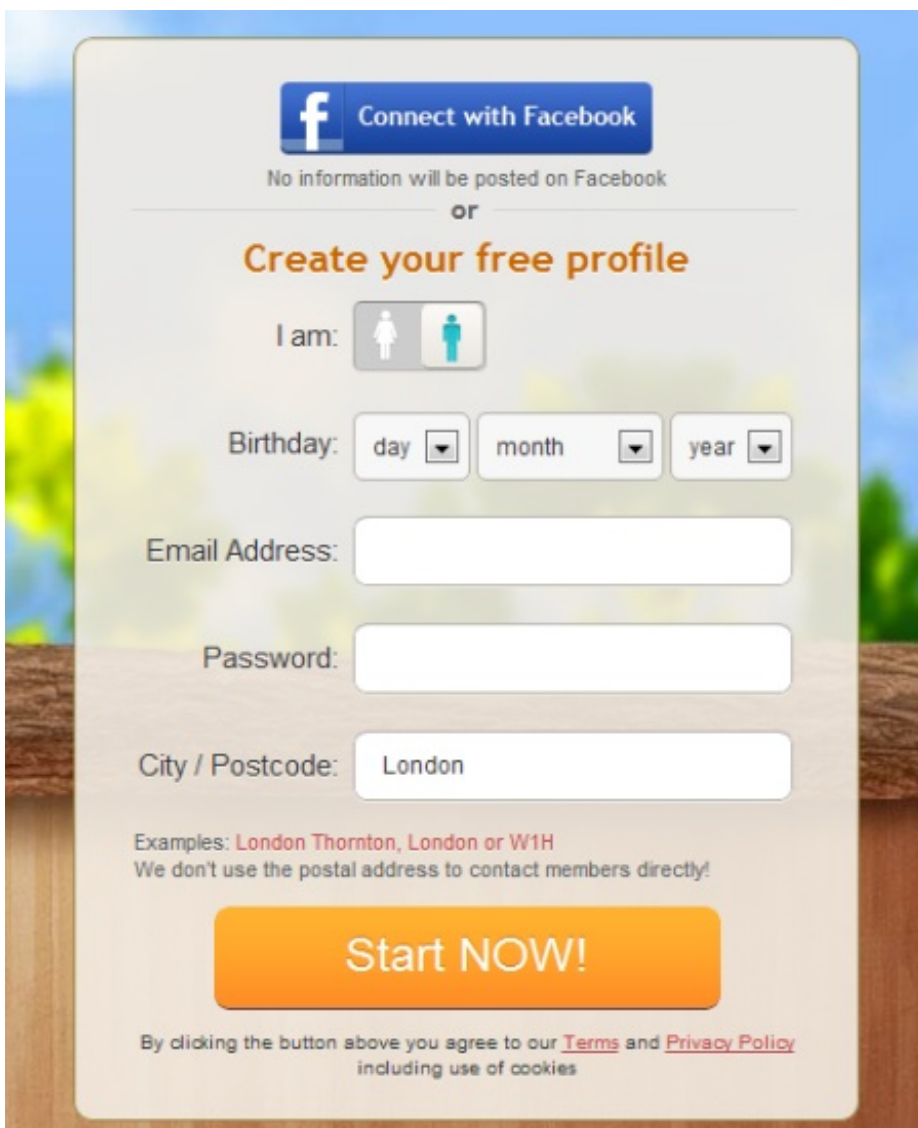 f Connect with Facebook
No information will be posted on Facebook
or
Create your free profile
I am:
Birthday: day month year
Email Address:
Password:
City / Postcode: London
Examples: London Thornton, London or W1H
We don't use the postal address to contact members directly!
Start NOW!
By clicking the button above you agree to our Terms and Privacy Policy
including use of cookies